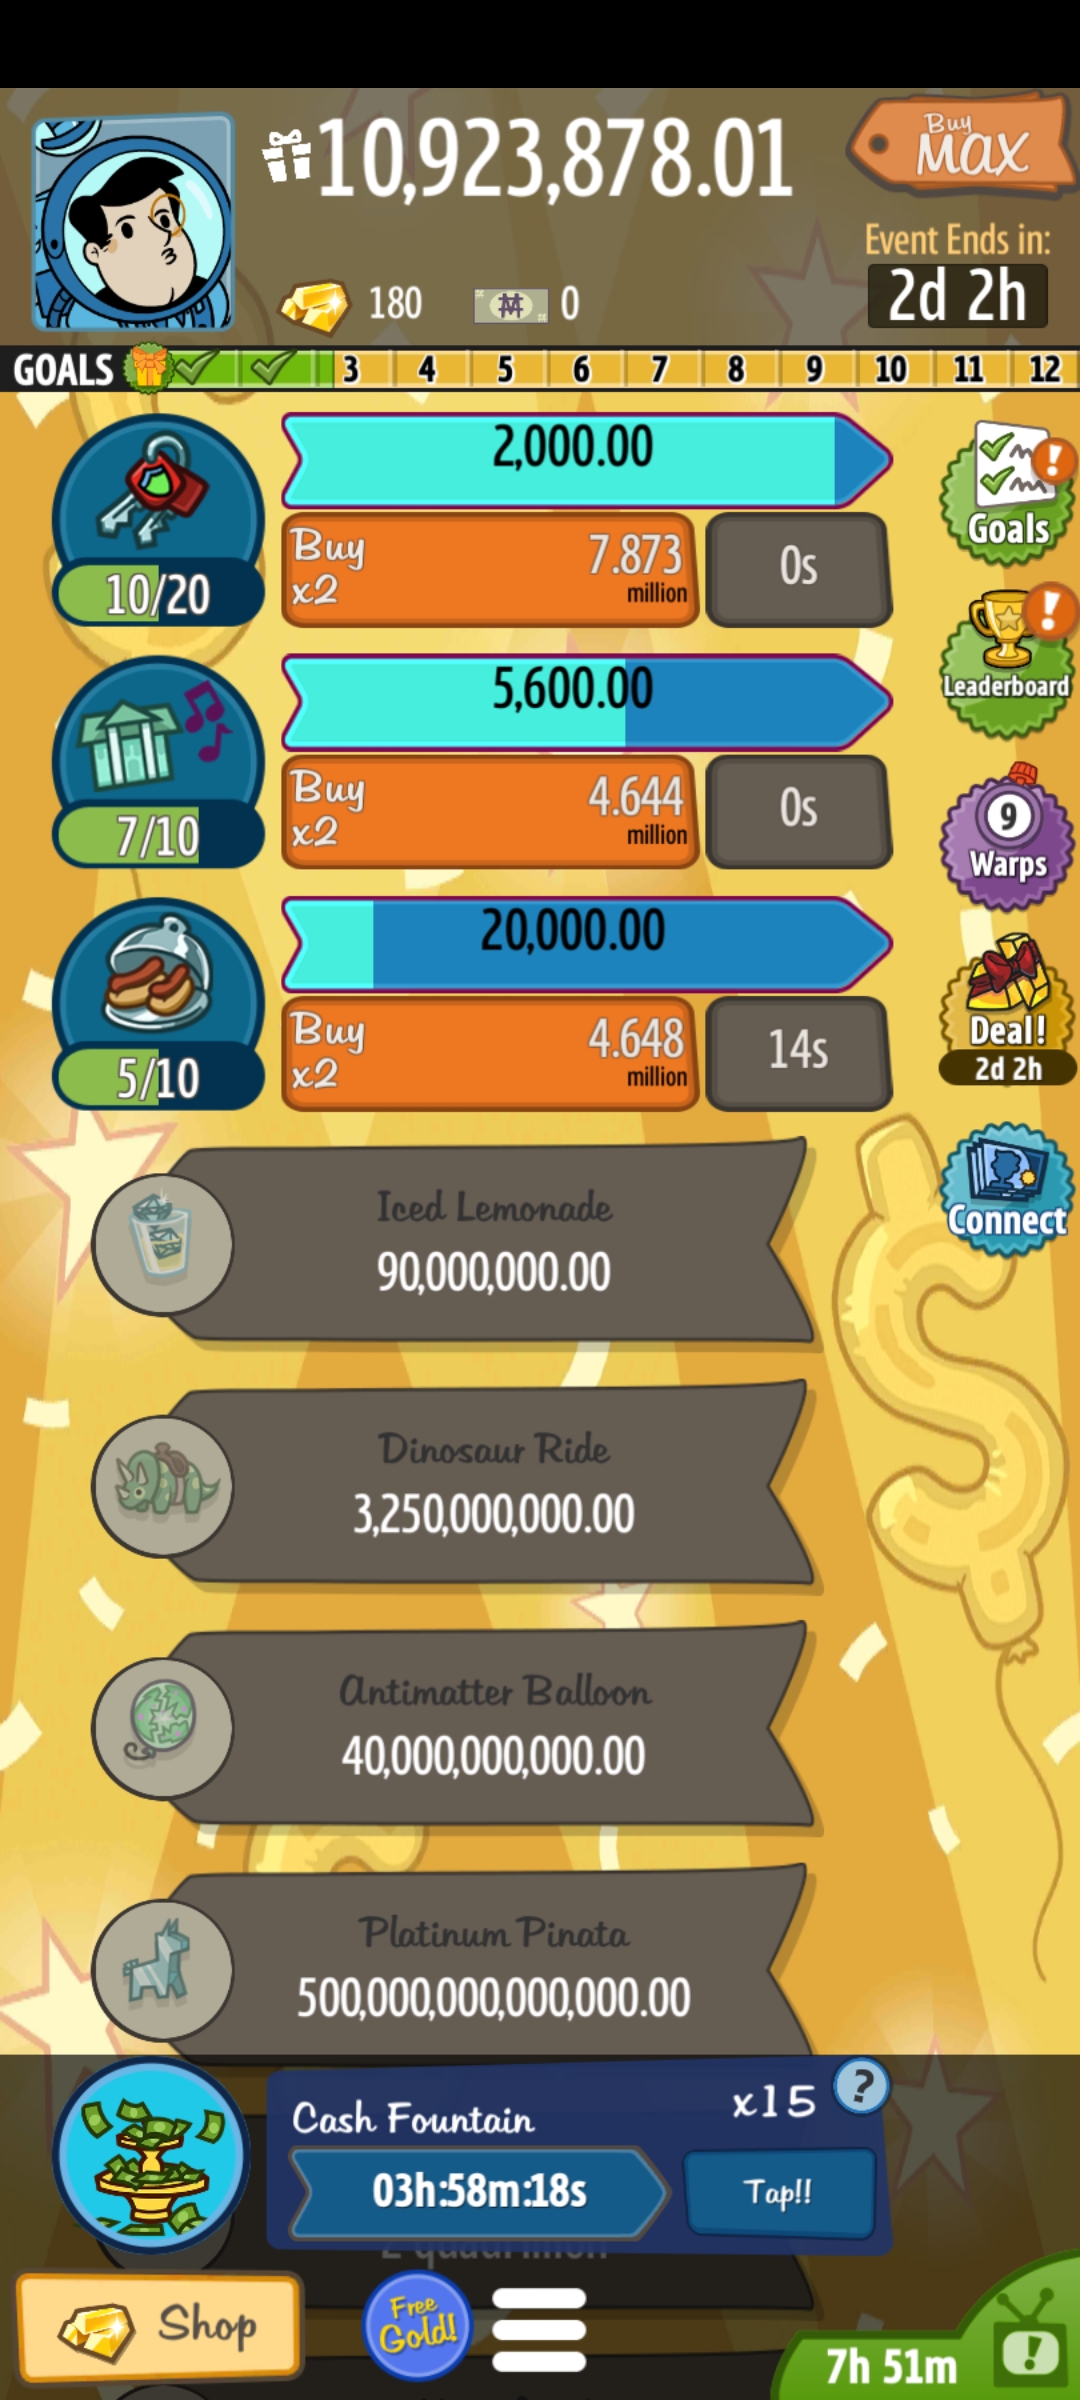 10,923,878.01
Buy
MAX
Event Ends in:
2d 2h
180
0
GOALS
3 4 5 6 7 8 9 10 11 12
2,000.00
Buy
x2
7.873
million
0s
10/20
Goals
5,600.00
Buy
x2
4.644
million
0s
7/10
Leaderboard
9
Warps
20,000.00
Buy
x2
4.648
million
14s
5/10
Deal!
2d 2h
Connect
Iced Lemonade
90,000,000.00
Dinosaur Ride
3,250,000,000.00
Antimatter Balloon
40,000,000,000.00
Platinum Pinata
500,000,000,000,000.00
Cash Fountain
x15
?
03h:58m:18s
Tap!!
Shop
Free
Gold!
7h 51m